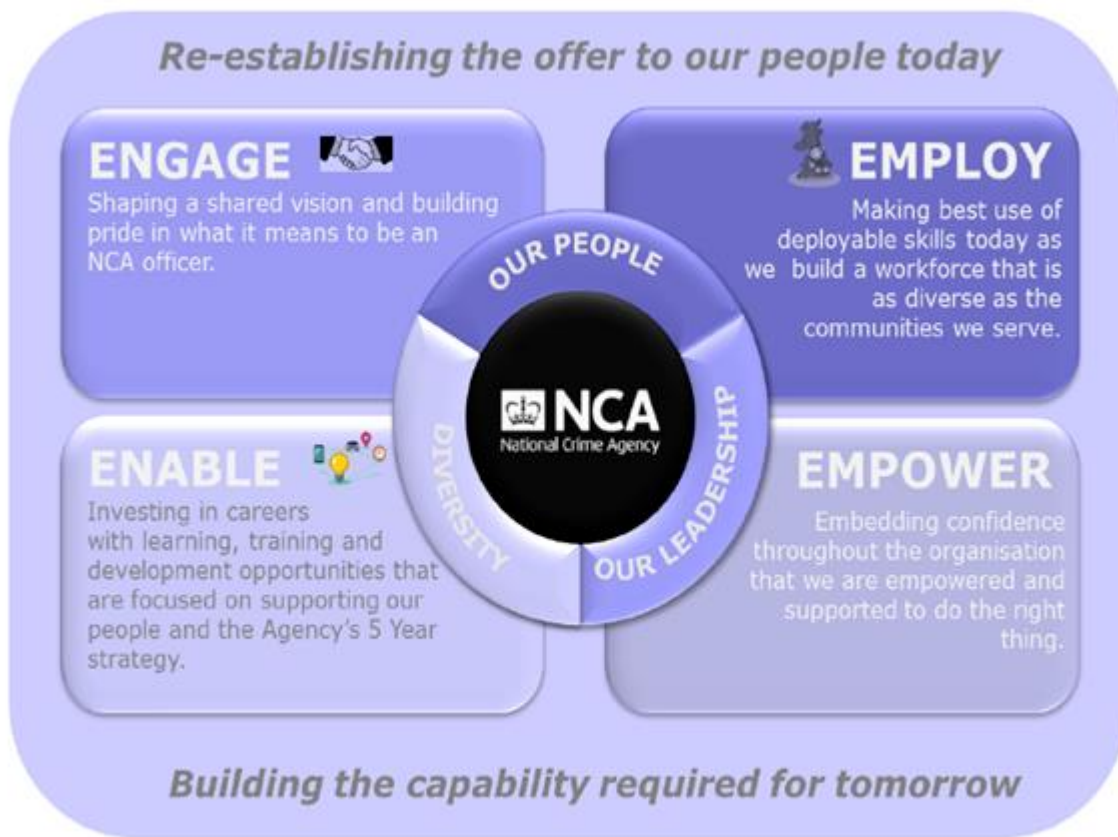 Re-establishing the offer to our people today
ENGAGE
Shaping a shared vision and building
pride in what it means to be an
NCA officer.
EMPLOY
Making best use of
deployable skills today as
we build a workforce that is
as diverse as the
communities we serve.
OUR PEOPLE
DIVERSITY
OUR LEADERSHIP
NCA
National Crime Agency
ENABLE
Investing in careers
with learning, training and
development opportunities that
are focused on supporting our
people and the Agency's 5 Year
strategy.
EMPOWER
Embedding confidence
throughout the organisation
that we are empowered and
supported to do the right
thing.
Building the capability required for tomorrow